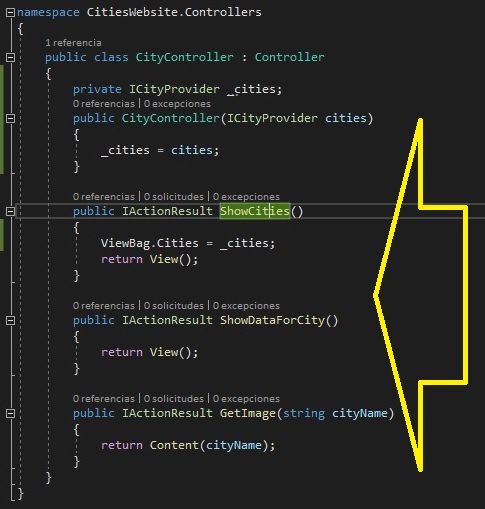 namespace CitiesWebsite.Controllers
{
1 referencia
public class CityController : Controller
{
private ICityProvider _cities;
0 referencias | 0 excepciones
public CityController(ICityProvider cities)
{
_cities = cities;
}
0 referencias | 0 solicitudes | 0 excepciones
public IActionResult ShowCities()
{
ViewBag.Cities = _cities;
return View();
}
0 referencias | 0 solicitudes | 0 excepciones
public IActionResult ShowDataForCity()
{
return View();
}
0 referencias | 0 solicitudes | 0 excepciones
public IActionResult GetImage(string cityName)
{
return Content(cityName);
}
}
}